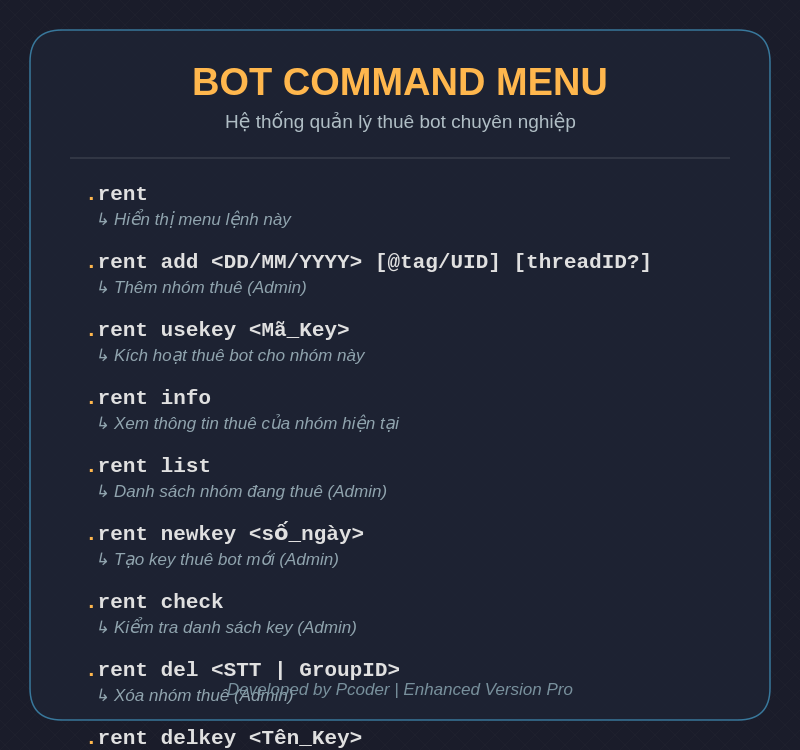 BOT COMMAND MENU
Hệ thống quản lý thuê bot chuyên nghiệp
.rent
↳ Hiển thị menu lệnh này
.rent add <DD/MM/YYYY> [@tag/UID] [threadID?]
↳ Thêm nhóm thuê (Admin)
.rent usekey <Mã_Key>
↳ Kích hoạt thuê bot cho nhóm này
.rent info
↳ Xem thông tin thuê của nhóm hiện tại
.rent list
↳ Danh sách nhóm đang thuê (Admin)
.rent newkey <số_ngày>
↳ Tạo key thuê bot mới (Admin)
.rent check
↳ Kiểm tra danh sách key (Admin)
.rent del <STT | GroupID>
↳ Xóa nhóm thuê (Admin)
Developed by Pcoder | Enhanced Version Pro
.rent delkey <Tên_Key>